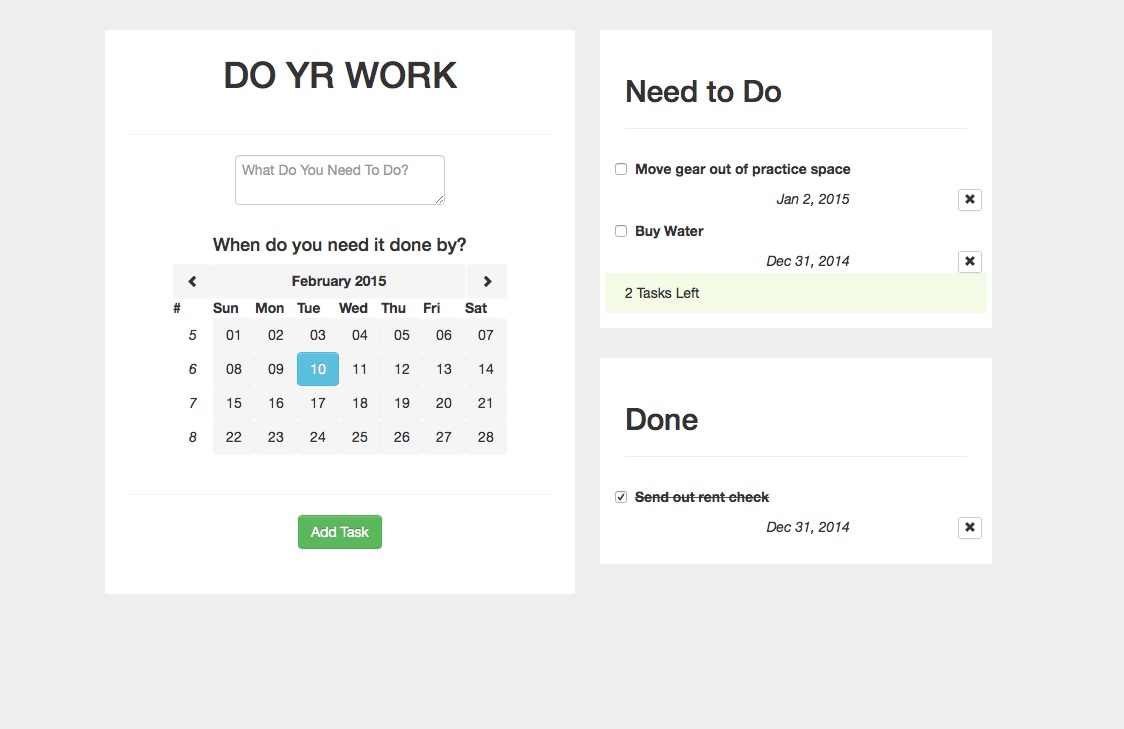 DO YR WORK
What Do You Need To Do?
When do you need it done by?
February 2015
# Sun Mon Tue Wed Thu Fri Sat
5 01 02 03 04 05 06 07
6 08 09 10 11 12 13 14
7 15 16 17 18 19 20 21
8 22 23 24 25 26 27 28
Add Task
Need to Do
Move gear out of practice space
Jan 2, 2015
Buy Water
Dec 31, 2014
2 Tasks Left
Done
Send out rent check
Dec 31, 2014